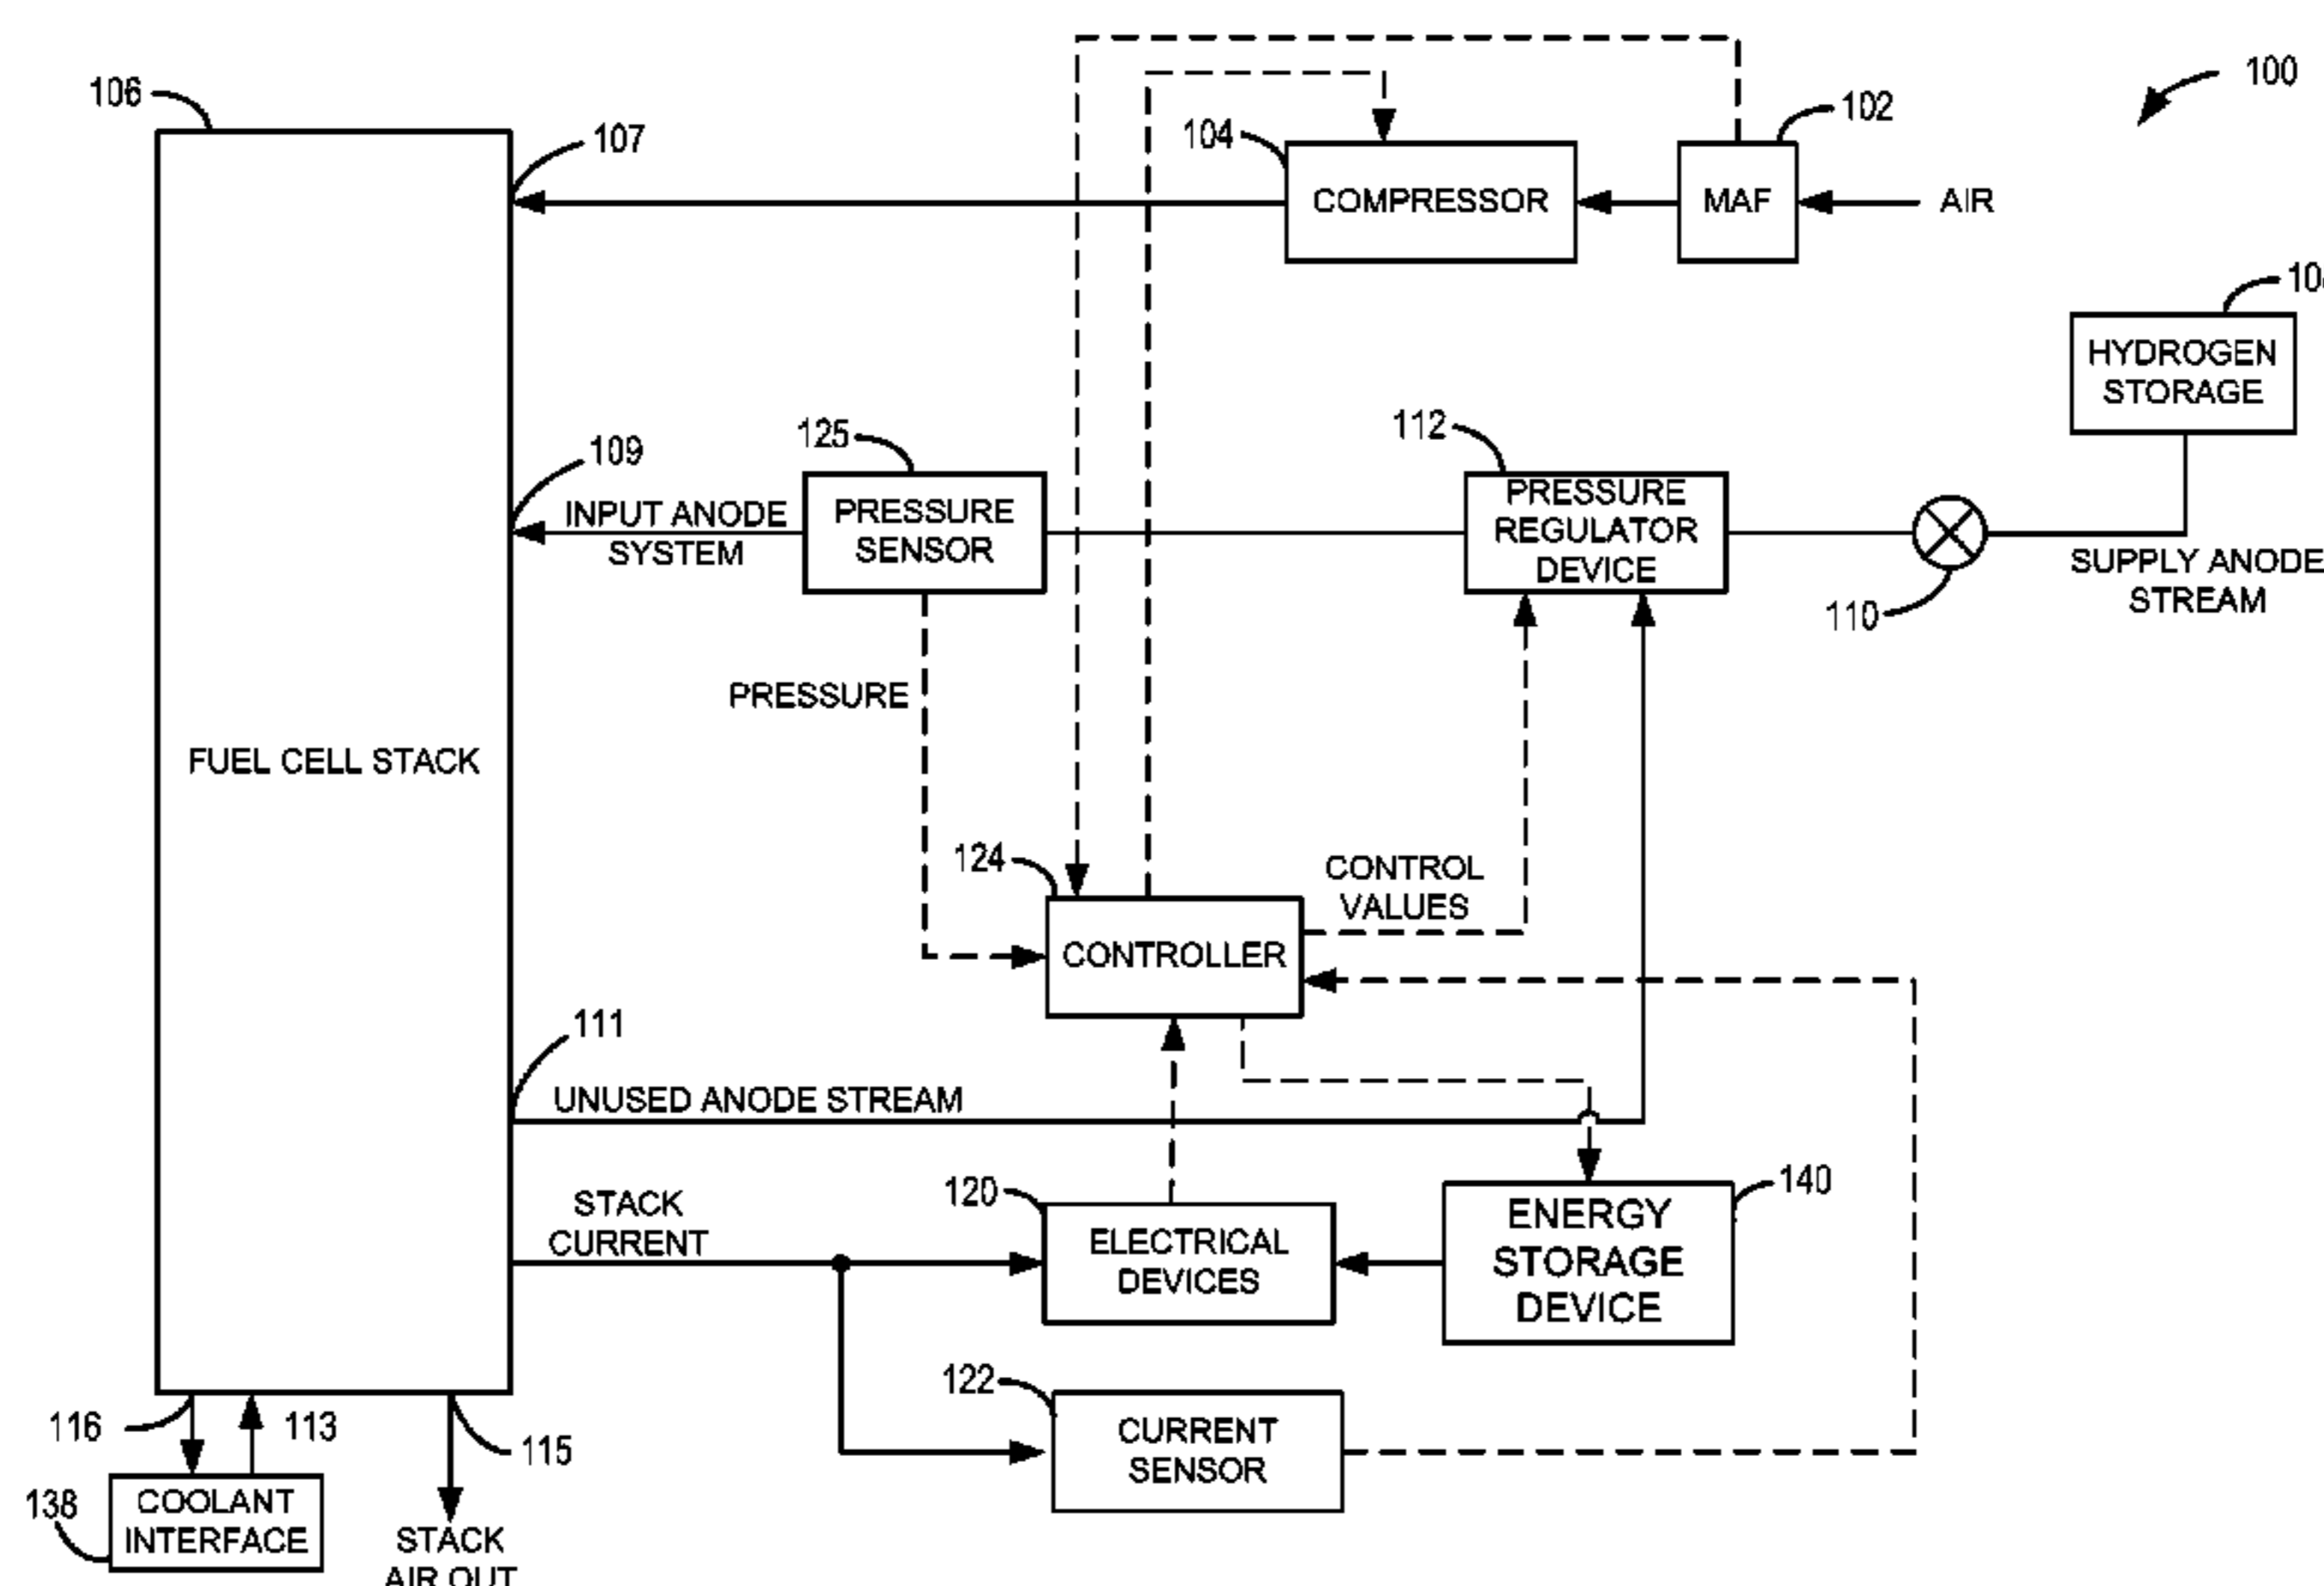 100
106
107
104
102
COMPRESSOR
MAF
AIR
HYDROGEN
STORAGE
125
112
109
INPUT ANODE
SYSTEM
PRESSURE
SENSOR
PRESSURE
REGULATOR
DEVICE
110
SUPPLY ANODE
STREAM
PRESSURE
FUEL CELL STACK
124
CONTROL
VALUES
CONTROLLER
111
UNUSED ANODE STREAM
STACK
CURRENT
120
ELECTRICAL
DEVICES
140
ENERGY
STORAGE
DEVICE
122
CURRENT
SENSOR
116
113
115
138
COOLANT
INTERFACE
STACK
AIR OUT